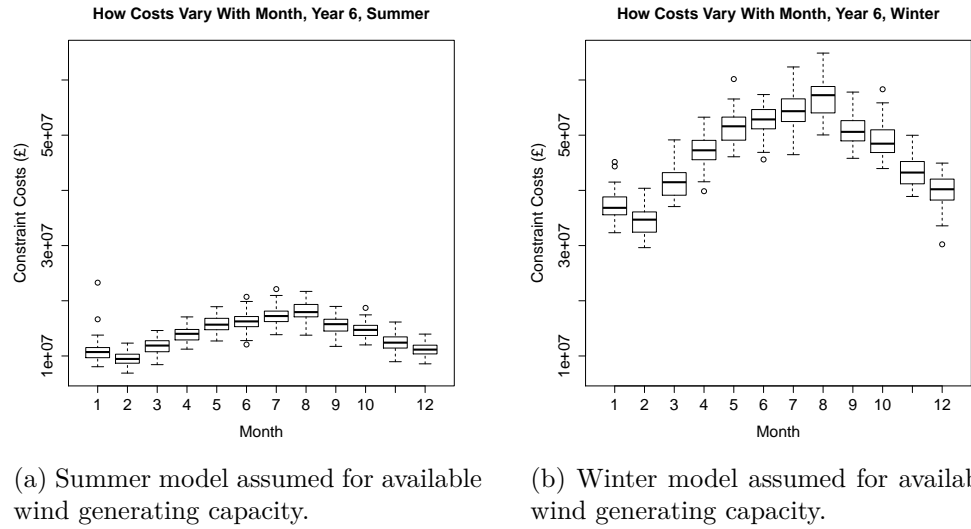 How Costs Vary With Month, Year 6, Summer
Constraint Costs (£)
5e+07
3e+07
1e+07
1 2 3 4 5 6 7 8 9 10 12
Month
(a) Summer model assumed for available
wind generating capacity.
How Costs Vary With Month, Year 6, Winter
Constraint Costs (£)
5e+07
3e+07
1e+07
1 2 3 4 5 6 7 8 9 10 12
Month
(b) Winter model assumed for availab
wind generating capacity.